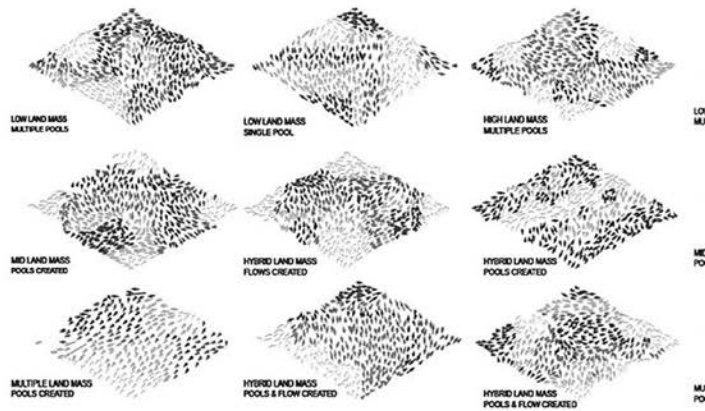 LOW LAND MASS
MULTIPLE POOLS
LOW LAND MASS
SINGLE POOL
HIGH LAND MASS
MULTIPLE POOLS
MID LAND MASS
POOLS CREATED
HYBRID LAND MASS
FLOWS CREATED
HYBRID LAND MASS
POOLS CREATED
MULTIPLE LAND MASS
POOLS CREATED
HYBRID LAND MASS
POOLS & FLOW CREATED
HYBRID LAND MASS
POOLS & FLOW CREATED